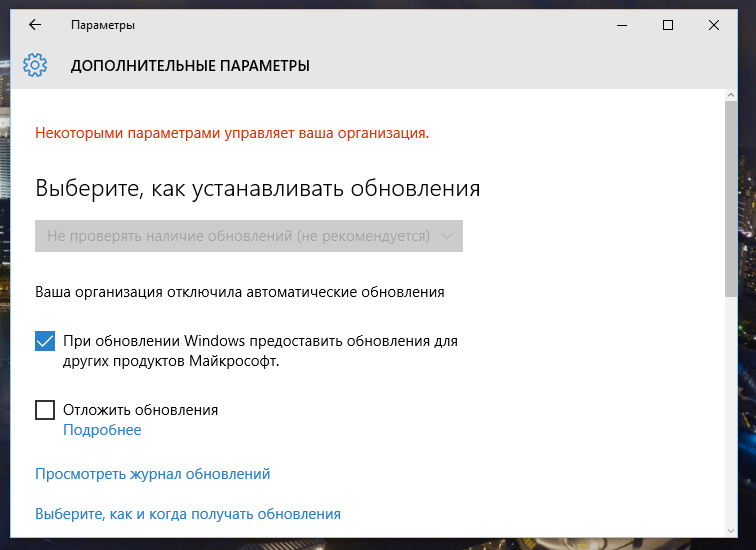 Параметры
ДОПОЛНИТЕЛЬНЫЕ ПАРАМЕТРЫ
Некоторыми параметрами управляет ваша организация.
Выберите, как устанавливать обновления
Не проверять наличие обновлений (не рекомендуется)
Ваша организация отключила автоматические обновления
При обновлении Windows предоставить обновления для
других продуктов Майкрософт.
Отложить обновления
Подробнее
Просмотреть журнал обновлений
Выберите, как и когда получать обновления